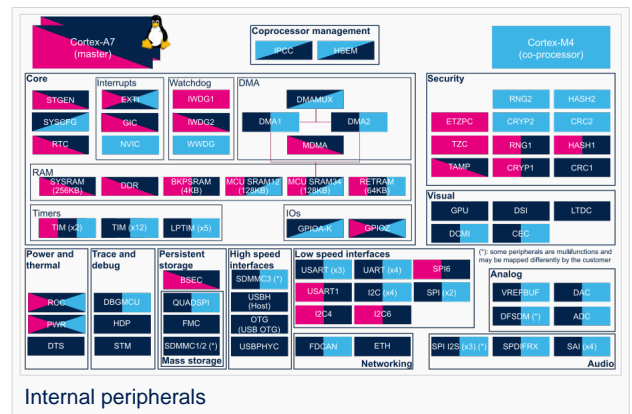 Cortex-A7
(master)
Coprocessor management
IPCC
HSEM
Cortex-M4
(co-processor)
Core
STGEN
SYSCFG
RTC
Interrupts
EXTI
GIC
NVIC
Watchdog
IWDG1
IWDG2
WWDG
DMA
DMAMUX
DMA1
DMA2
MDMA
Security
RNG2
HASH2
ETZPC
CRYP2
CRC2
TZC
RNG1
HASH1
TAMP
CRYP1
CRC1
RAM
SYSRAM
(256KB)
DDR
BKPSRAM
(4KB)
MCU SRAM12
(128KB)
MCU SRAM34
(128KB)
RETRAM
(64KB)
Timers
TIM (x2)
TIM (x12)
LPTIM (x5)
IOs
GPIOA-K
GPIOZ
Visual
GPU
DSI
LTDC
DCMI
CEC
(*): some peripherals are multifunctions and
may be mapped differently by the customer
Power and
thermal
RCC
PWR
DTS
Trace and
debug
DBGMCU
HDP
STM
Persistent
storage
BSEC
QUADSPI
FMC
SDMMC1/2 (*)
Mass storage
High speed
interfaces
SDMMC3 (*)
USBH
(Host)
OTG
(USB OTG)
USBPHYC
Low speed interfaces
USART (x3)
UART (x4)
SPI6
USART1
I2C (x4)
SPI (x2)
I2C4
I2C6
FDCAN
ETH
Networking
Analog
VREFBUF
DAC
DFSDM (*)
ADC
SPI I2S (x3) (*)
SPDIFRX
SAI (x4)
Audio
Internal peripherals